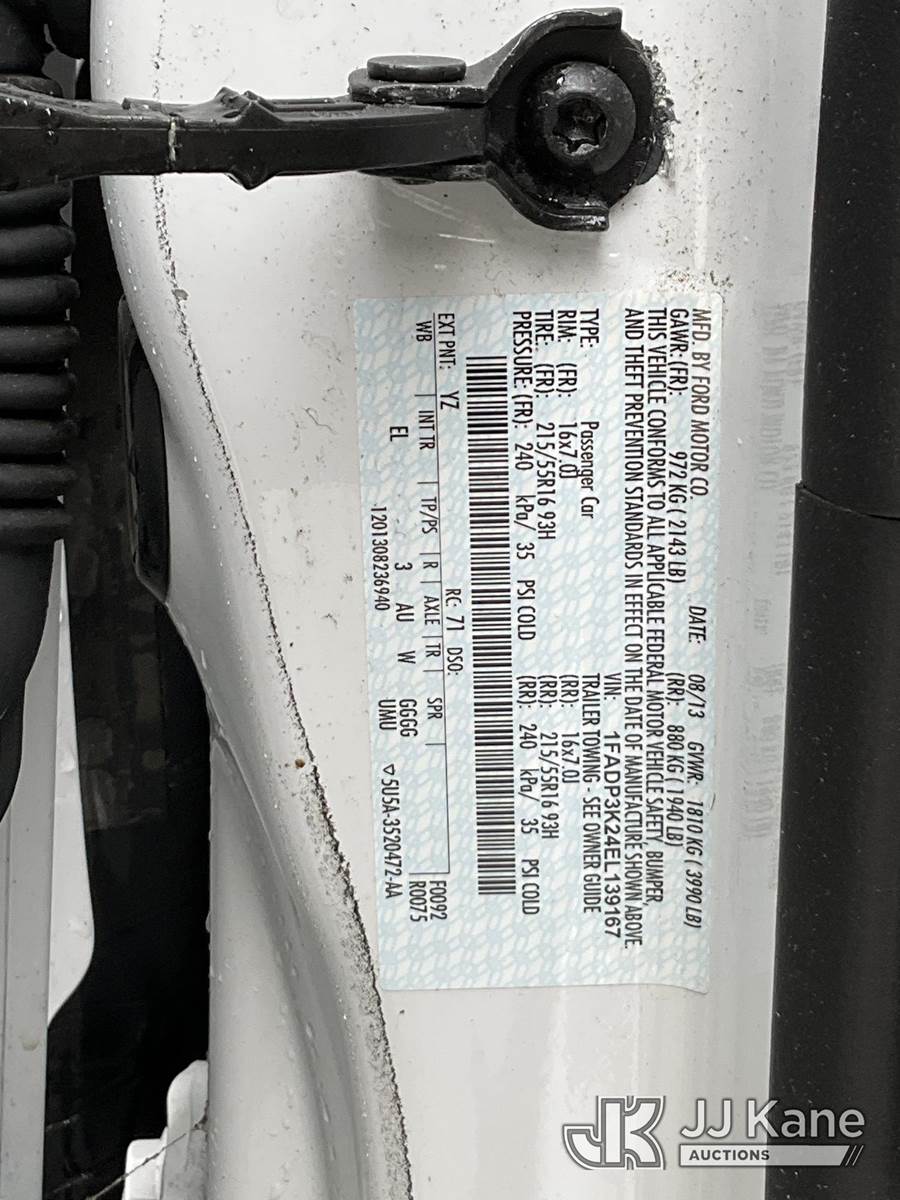 MFD. BY FORD MOTOR CO.
DATE: 08/13 GVWR: 1810 KG ( 3990 LB)
GAWR: (FR): 972 KG ( 2143 LB) (RR): 880 KG ( 1940 LB)
THIS VEHICLE CONFORMS TO ALL APPLICABLE FEDERAL MOTOR VEHICLE SAFETY, BUMPER,
AND THEFT PREVENTION STANDARDS IN EFFECT ON THE DATE OF MANUFACTURE SHOWN ABOVE.
VIN: 1FADP3K24EL139167
TYPE: Passenger Car TRAILER TOWING - SEE OWNER GUIDE
RIM: (FR): 16x7.0J (RR): 16x7.0J
TIRE: (FR): 215/55R16 93H (RR): 215/55R16 93H
PRESSURE: (FR): 240 kPa/ 35 PSI COLD (RR): 240 kPa/ 35 PSI COLD
EXT PNT: YZ RC: 71 DSO: F0092
WB | INT TR | TP/PS | R | AXLE | TR | SPR | R0075
EL 3 AU W GGGG
UMU
-1201308236940 5U5A-3520472-AA
JJ Kane
AUCTIONS